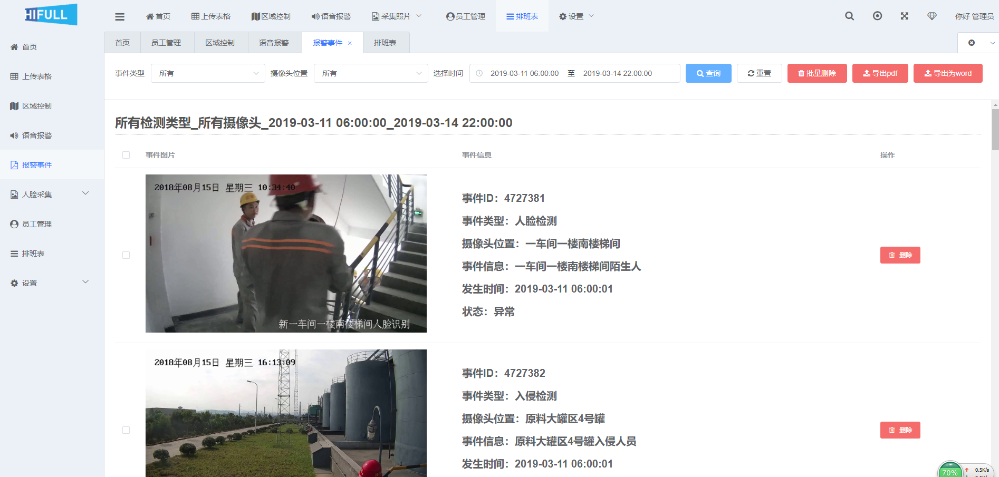 HIFULL
首页
上传表格
区域控制
语音报警
采集照片
员工管理
排班表
设置
你好 管理员
首页
上传表格
区域控制
语音报警
报警事件
人脸采集
员工管理
排班表
设置
首页
员工管理
区域控制
语音报警
报警事件 ×
排班表
事件类型
所有
摄像头位置
所有
选择时间
2019-03-11 06:00:00 至 2019-03-14 22:00:00
查询
重置
批量删除
导出pdf
导出为word
所有检测类型_所有摄像头_2019-03-11 06:00:00_2019-03-14 22:00:00
事件图片
事件信息
操作
2018年08月15日 星期三 10:34:40
新一车间一楼南楼梯间人脸识别
事件ID：4727381
事件类型：人脸检测
摄像头位置：一车间一楼南楼梯间
事件信息：一车间一楼南楼梯间陌生人
发生时间：2019-03-11 06:00:01
状态：异常
删除
2018年08月15日 星期三 16:13:09
事件ID：4727382
事件类型：入侵检测
摄像头位置：原料大罐区4号罐
事件信息：原料大罐区4号罐入侵人员
发生时间：2019-03-11 06:00:01
删除
70%
0.5K/s